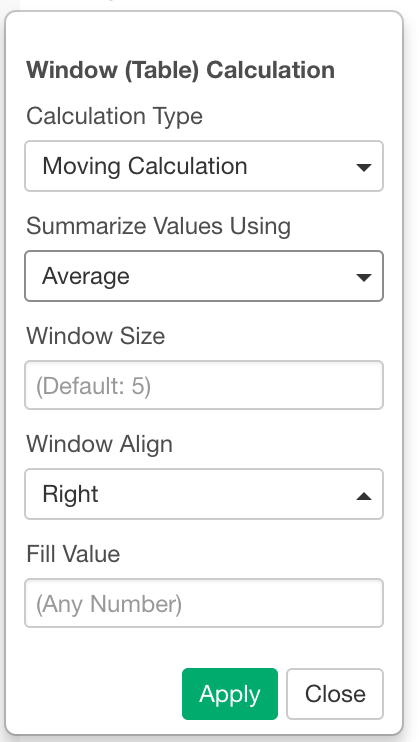 Window (Table) Calculation
Calculation Type
Moving Calculation
Summarize Values Using
Average
Window Size
(Default: 5)
Window Align
Right
Fill Value
(Any Number)
Apply Close